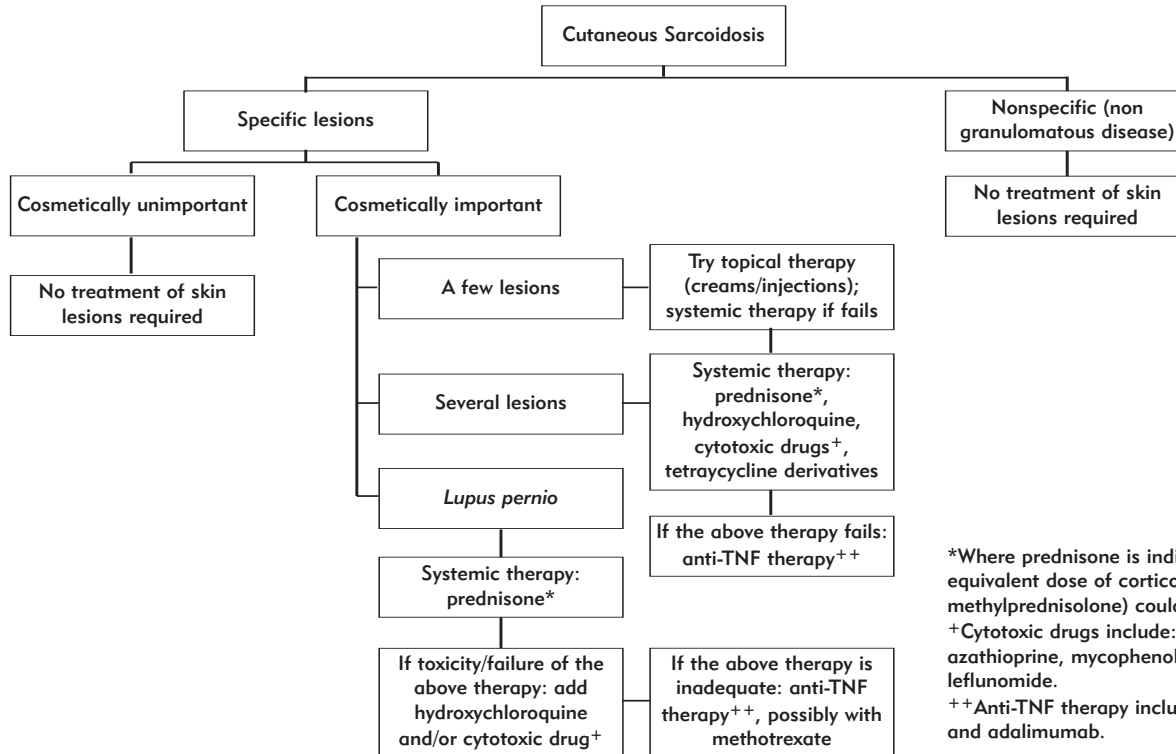 Cutaneous Sarcoidosis
Specific lesions
Nonspecific (non
granulomatous disease)
Cosmetically unimportant
Cosmetically important
No treatment of skin
lesions required
No treatment of skin
lesions required
A few lesions
Try topical therapy
(creams/injections);
systemic therapy if fails
Several lesions
Systemic therapy:
prednisone*,
hydroxychloroquine,
cytotoxic drugs+,
tetraycycline derivatives
Lupus pernio
If the above therapy fails:
anti-TNF therapy++
Systemic therapy:
prednisone*
If toxicity/failure of the
above therapy: add
hydroxychloroquine
and/or cytotoxic drug+
If the above therapy is
inadequate: anti-TNF
therapy++, possibly with
methotrexate
*Where prednisone is
equivalent dose of
methylprednisolone)
+Cytotoxic drugs include:
azathioprine,
leflunomide.
++Anti-TNF therapy
and adalimumab.